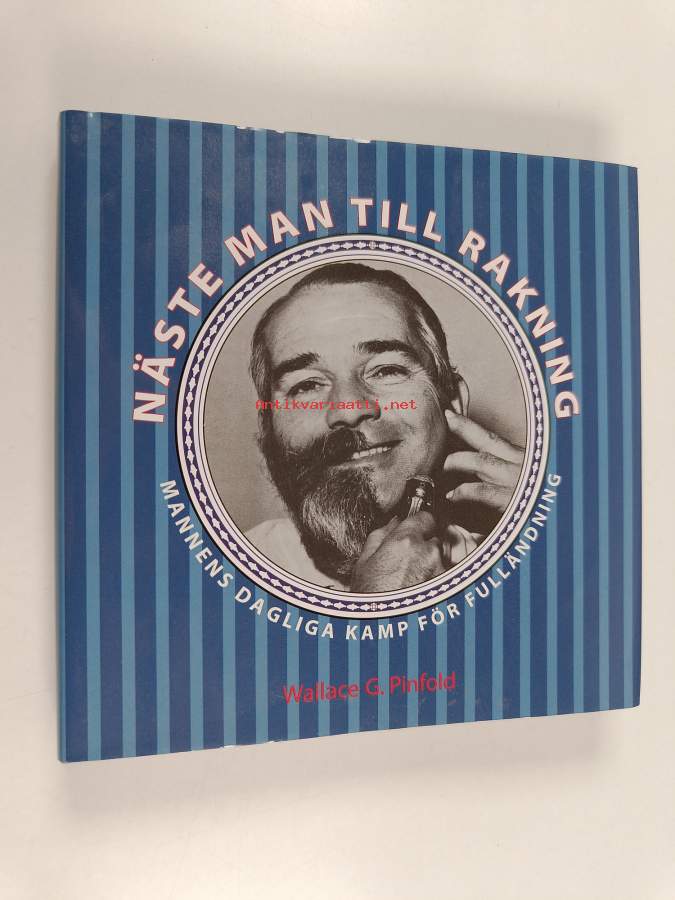 NÄSTE MAN TILL RAKNING
Antikvariaatti.net
MANNENS DAGLIGA KAMP FÖR FULLÄNDNING
Wallace G. Pinfold